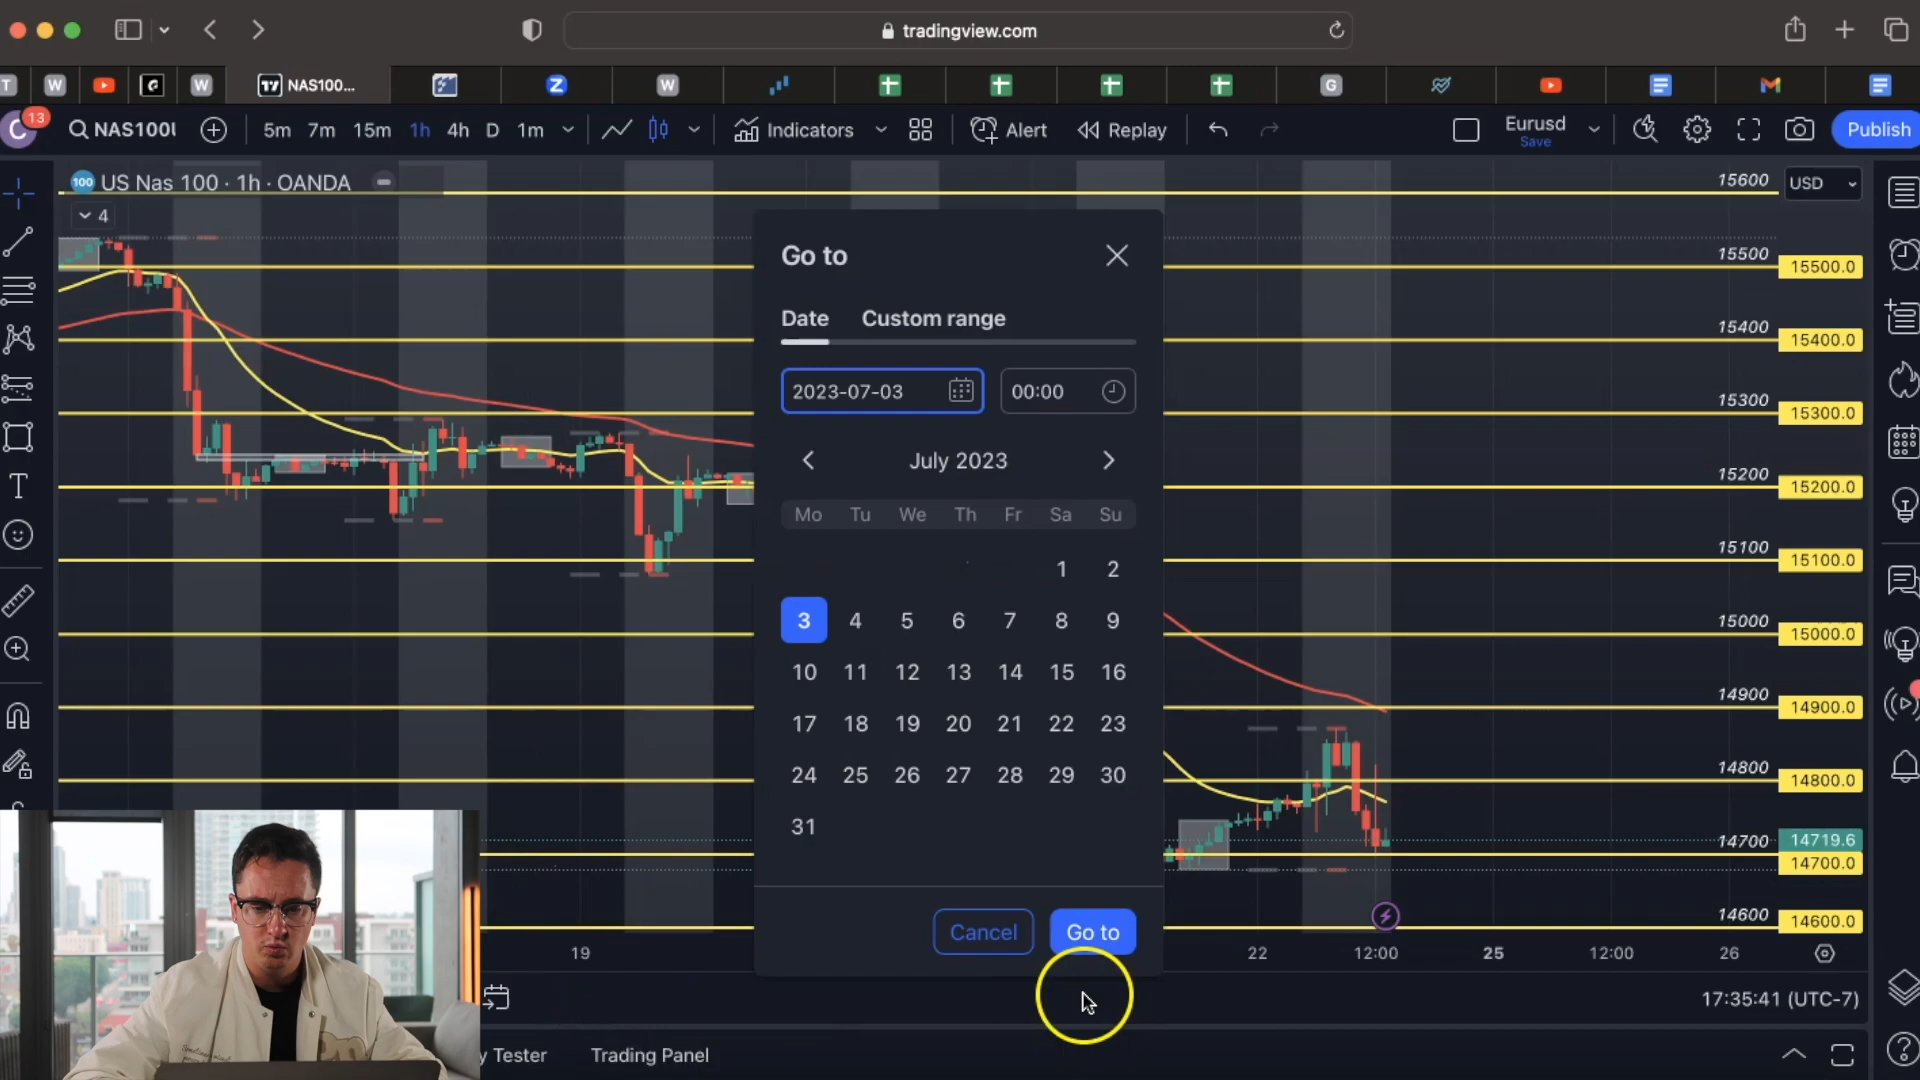 tradingview.com
T W W NAS100... Z W G
C 13 NAS100U 5m 7m 15m 1h 4h D 1m Indicators Alert Replay Eurusd Save Publish
100 US Nas 100 · 1h · OANDA
4
15600 USD
15500 15500.0
15400 15400.0
15300 15300.0
15200 15200.0
15100 15100.0
15000 15000.0
14900 14900.0
14800 14800.0
14700 14719.6
14700.0
14600 14600.0
Go to
Date Custom range
2023-07-03 00:00
July 2023
Mo Tu We Th Fr Sa Su
1 2
3 4 5 6 7 8 9
10 11 12 13 14 15 16
17 18 19 20 21 22 23
24 25 26 27 28 29 30
31
Cancel Go to
19 22 12:00 25 12:00 26
17:35:41 (UTC-7)
y Tester Trading Panel